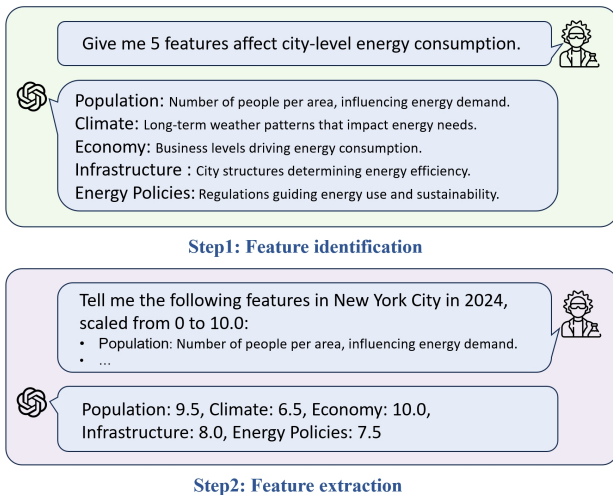 Give me 5 features affect city-level energy consumption.
Population: Number of people per area, influencing energy demand.
Climate: Long-term weather patterns that impact energy needs.
Economy: Business levels driving energy consumption.
Infrastructure : City structures determining energy efficiency.
Energy Policies: Regulations guiding energy use and sustainability.
Step1: Feature identification
Tell me the following features in New York City in 2024,
scaled from 0 to 10.0:
• Population: Number of people per area, influencing energy demand.
• ...
Population: 9.5, Climate: 6.5, Economy: 10.0,
Infrastructure: 8.0, Energy Policies: 7.5
Step2: Feature extraction